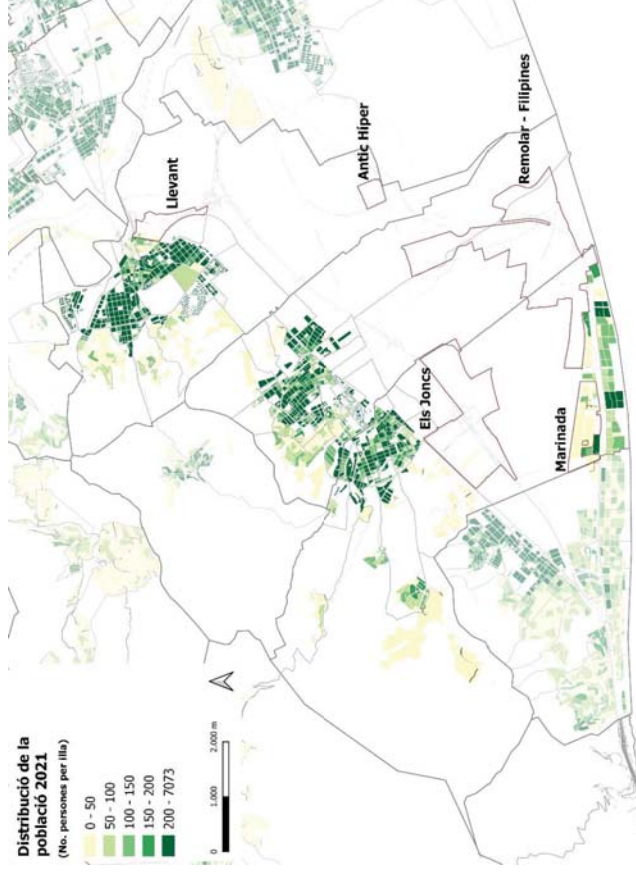 Distribució de la
població 2021
(No. persones per illa)
0 - 50
50 - 100
100 - 150
150 - 200
200 - 7073
0
1.000
2.000 m
Llevant
Antic Híper
Remolar - Filipines
Els Joncs
Marinada